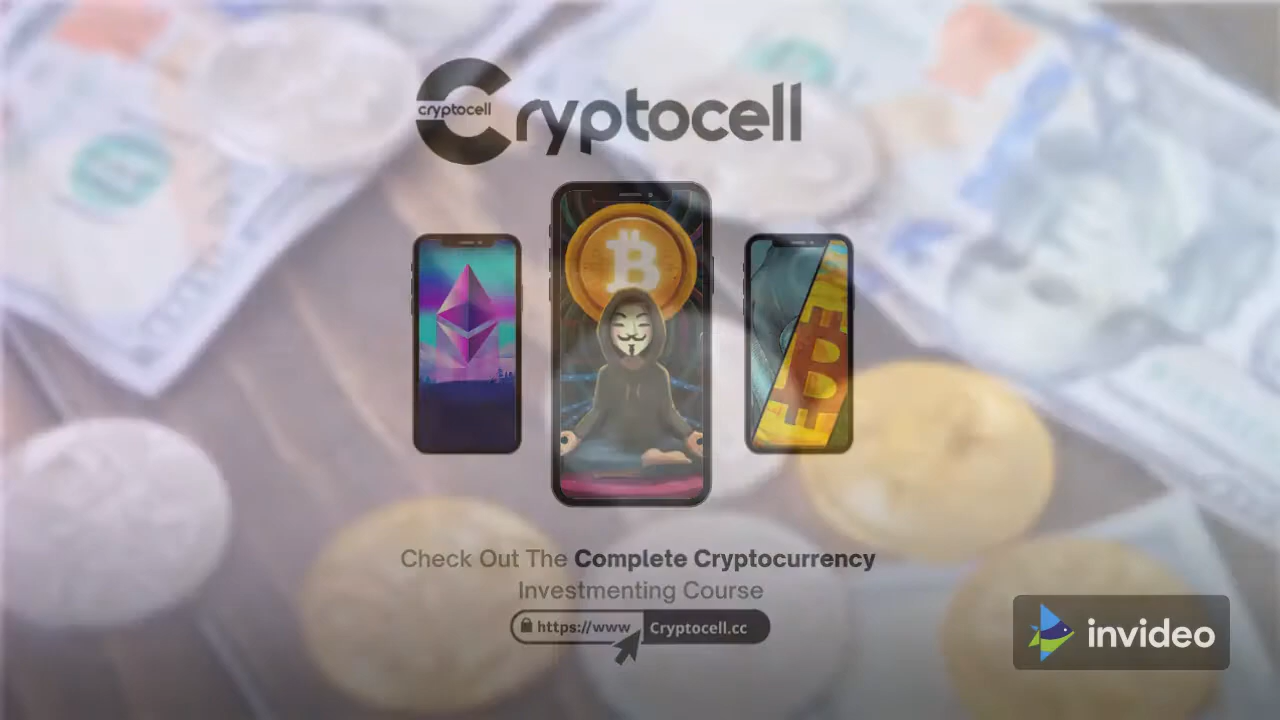 cryptocell
Cryptocell
Check Out The Complete Cryptocurrency
Investmenting Course
https://www Cryptocell.cc
invideo